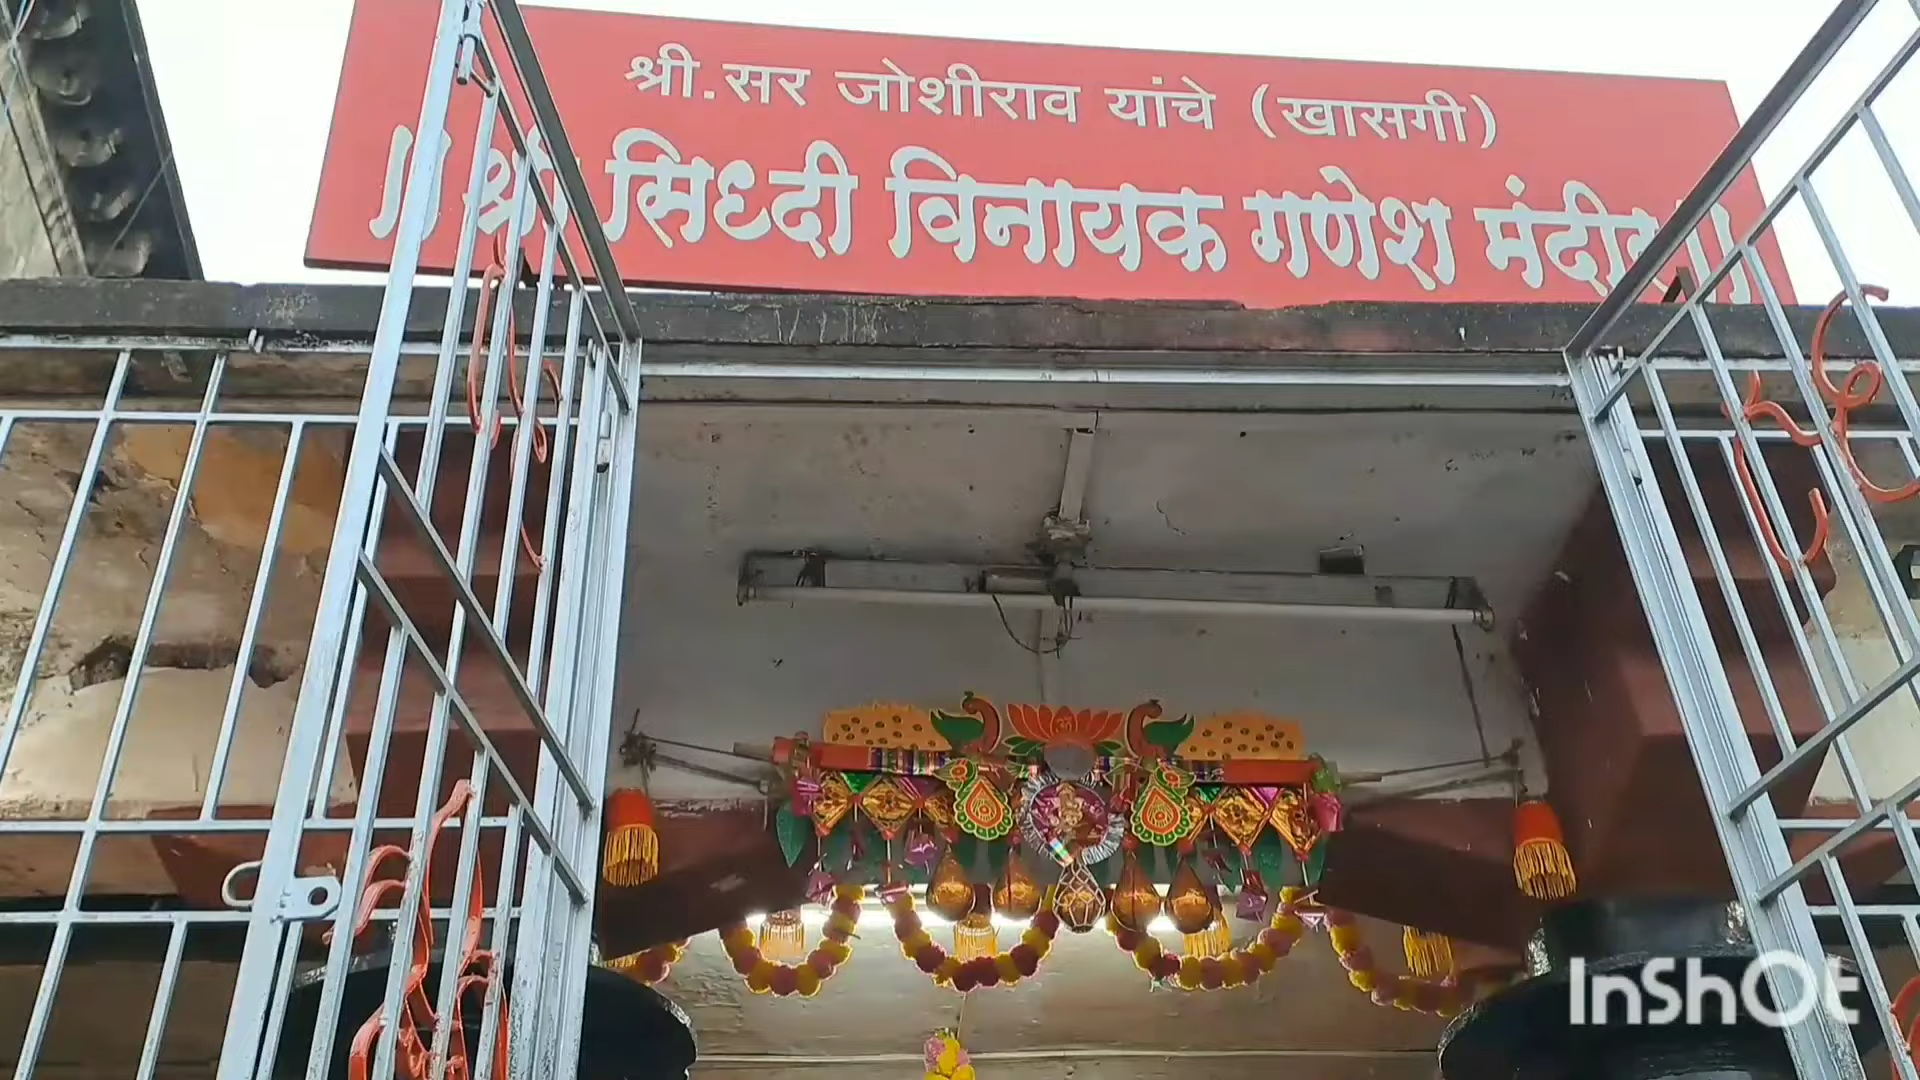 श्री.सर जोशीराव यांचे (खासगी)
॥ श्री सिध्दी विनायक गणेश मंदीर ॥
InShOt